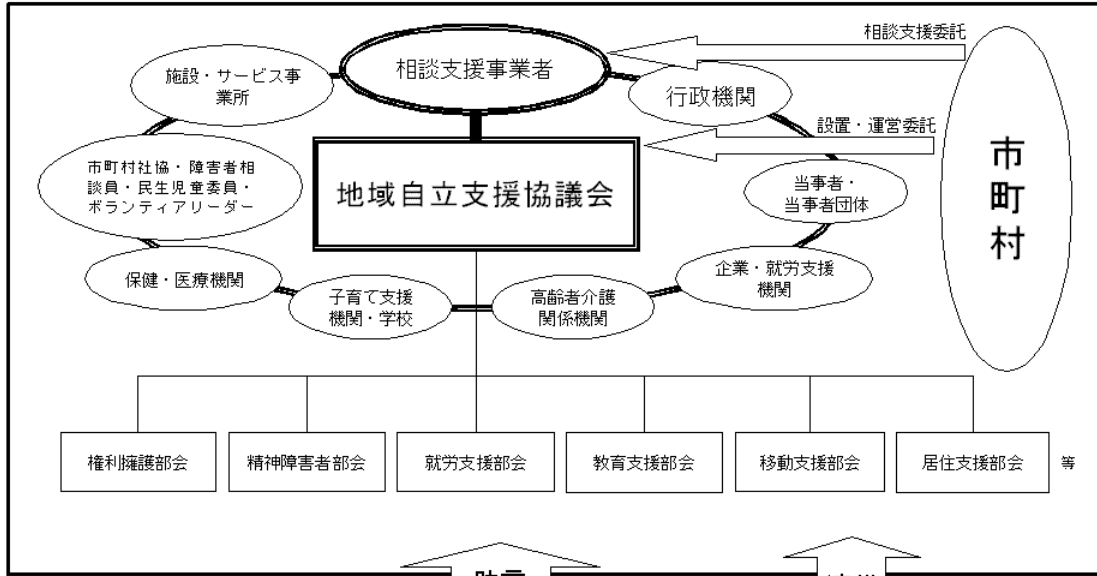 相談支援委託
相談支援事業者
施設・サービス事
業所
行政機関
設置・運営委託
市町村
市町村社協・障害者相
談員・民生児童委員・
ボランティアリーダー
地域自立支援協議会
当事者・
当事者団体
保健・医療機関
企業・就労支援
機関
子育て支援
機関・学校
高齢者介護
関係機関
権利擁護部会
精神障害者部会
就労支援部会
教育支援部会
移動支援部会
居住支援部会
等